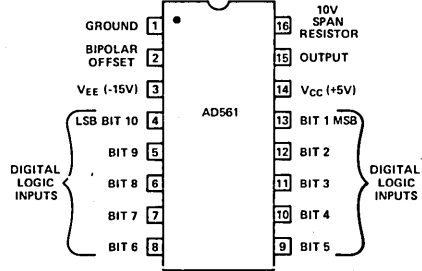 10V
SPAN
RESISTOR
GROUND 1
16
BIPOLAR
OFFSET 2
15 OUTPUT
VEE (-15V) 3
14 VCC (+5V)
AD561
LSB BIT 10 4
13 BIT 1 MSB
BIT 9 5
12 BIT 2
DIGITAL
LOGIC
INPUTS
BIT 8 6
11 BIT 3
DIGITAL
LOGIC
INPUTS
BIT 7 7
10 BIT 4
BIT 6 8
9 BIT 5